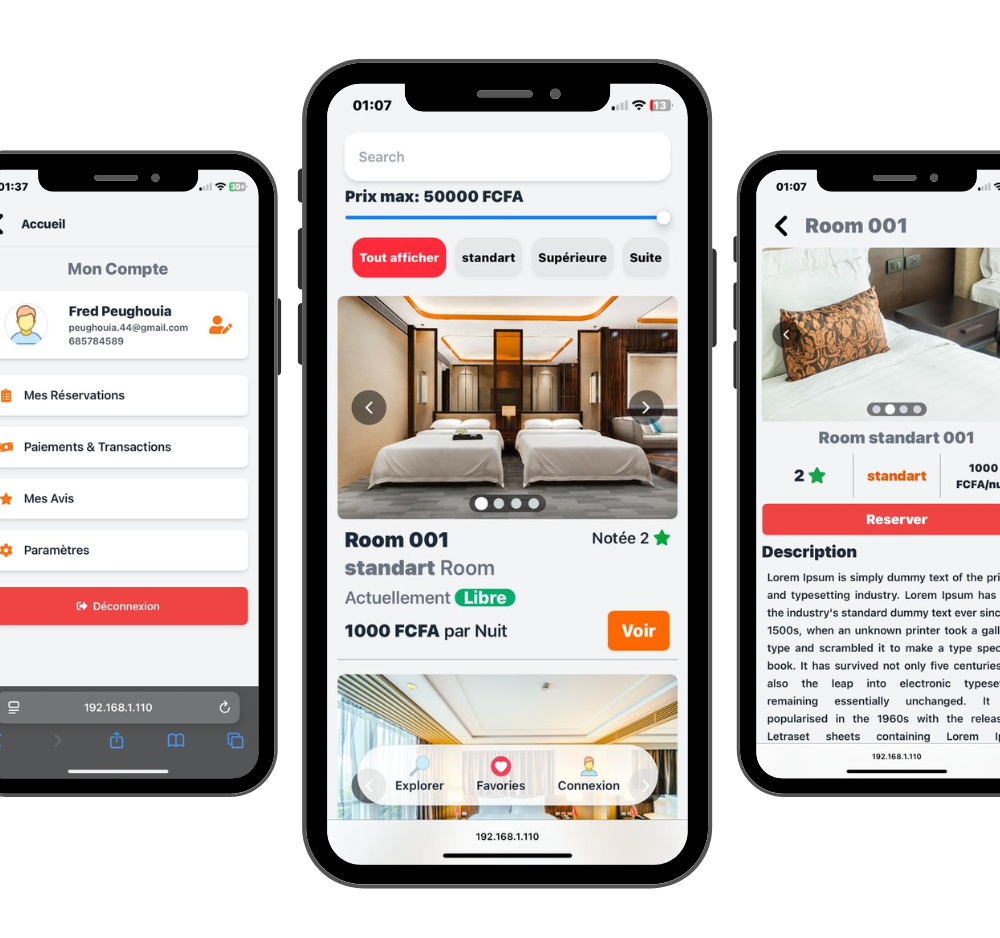 01:37
30+
Accueil
Mon Compte
Fred Peughouia
peughouia.44@gmail.com
685784589
Mes Réservations
Paiements & Transactions
Mes Avis
Paramètres
Déconnexion
192.168.1.110
01:07
13
Search
Prix max: 50000 FCFA
Tout afficher
standart
Supérieure
Suite
Room 001
Notée 2
standart Room
Actuellement Libre
1000 FCFA par Nuit
Voir
Explorer
Favories
Connexion
192.168.1.110
01:07
Room 001
Room standart 001
2
standart
1000
FCFA/nu
Reserver
Description
Lorem Ipsum is simply dummy text of the pri
and typesetting industry. Lorem Ipsum has
the industry's standard dummy text ever sinc
1500s, when an unknown printer took a gall
type and scrambled it to make a type spec
book. It has survived not only five centuries
also the leap into electronic typese
remaining essentially unchanged. It
popularised in the 1960s with the releas
Letraset sheets containing Lorem Ip
192.168.1.110